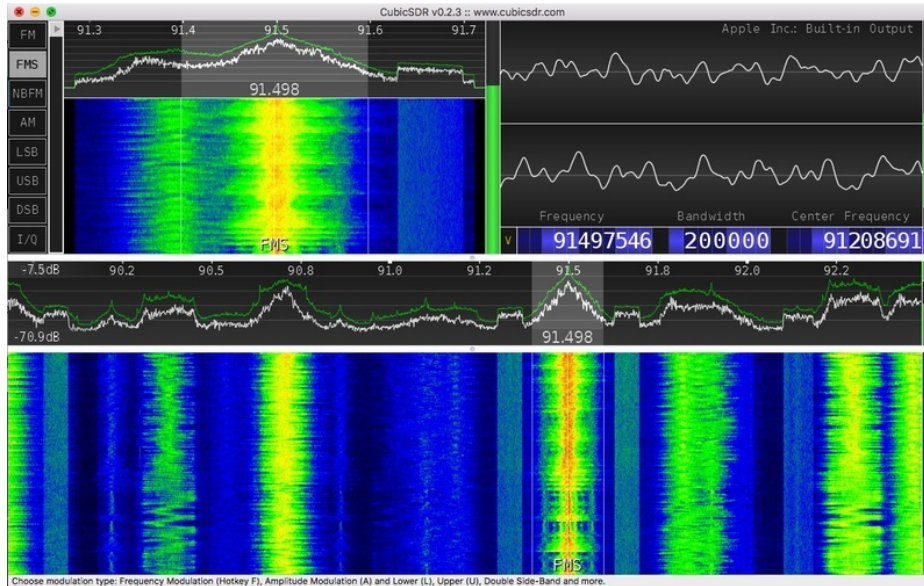 CubicSDR v0.2.3 :: www.cubicsdr.com
FM
FMS
NBFM
AM
LSB
USB
DSB
I/Q
91.3 91.4 91.5 91.6 91.7
91.498
FMS
Apple Inc.: Built-in Output
Frequency Bandwidth Center Frequency
V 91497546 200000 91208691
-7.5dB 90.2 90.5 90.8 91.0 91.2 91.5 91.8 92.0 92.2
-70.9dB
91.498
FMS
Choose modulation type: Frequency Modulation (Hotkey F), Amplitude Modulation (A) and Lower (L), Upper (U), Double Side-Band and more.